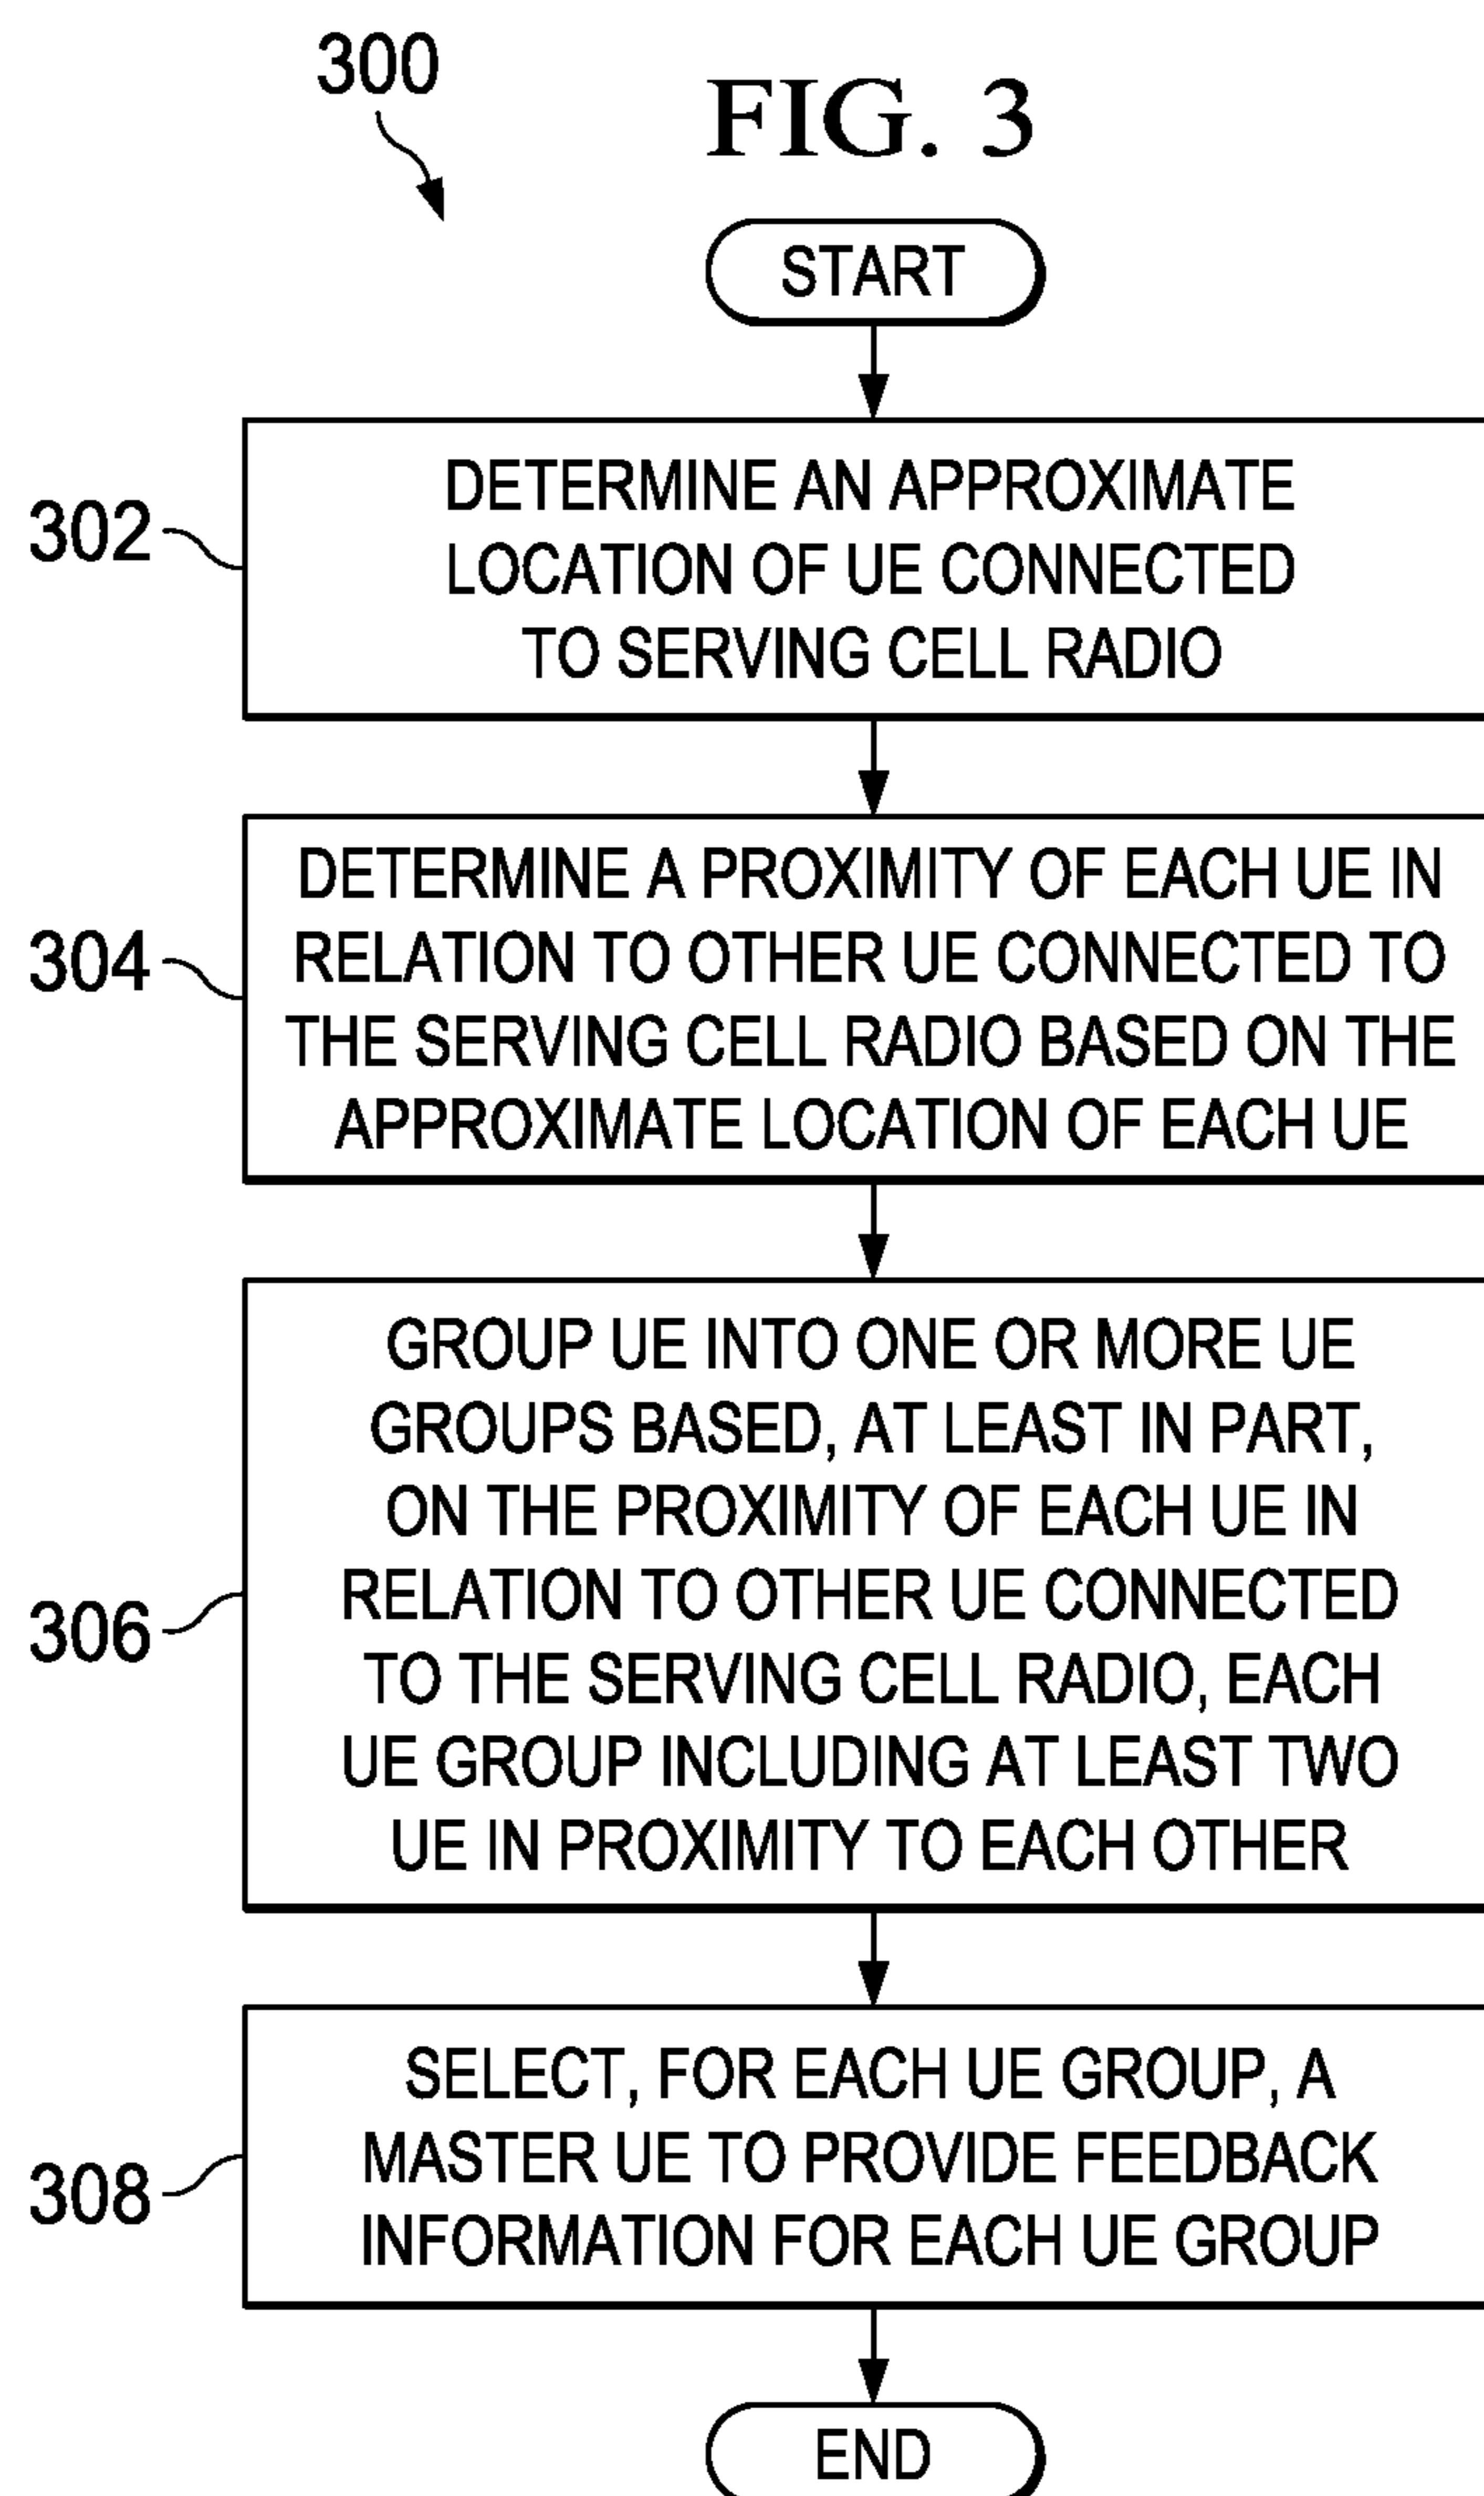 300
FIG. 3
START
302
DETERMINE AN APPROXIMATE
LOCATION OF UE CONNECTED
TO SERVING CELL RADIO
304
DETERMINE A PROXIMITY OF EACH UE IN
RELATION TO OTHER UE CONNECTED TO
THE SERVING CELL RADIO BASED ON THE
APPROXIMATE LOCATION OF EACH UE
306
GROUP UE INTO ONE OR MORE UE
GROUPS BASED, AT LEAST IN PART,
ON THE PROXIMITY OF EACH UE IN
RELATION TO OTHER UE CONNECTED
TO THE SERVING CELL RADIO, EACH
UE GROUP INCLUDING AT LEAST TWO
UE IN PROXIMITY TO EACH OTHER
308
SELECT, FOR EACH UE GROUP, A
MASTER UE TO PROVIDE FEEDBACK
INFORMATION FOR EACH UE GROUP
END